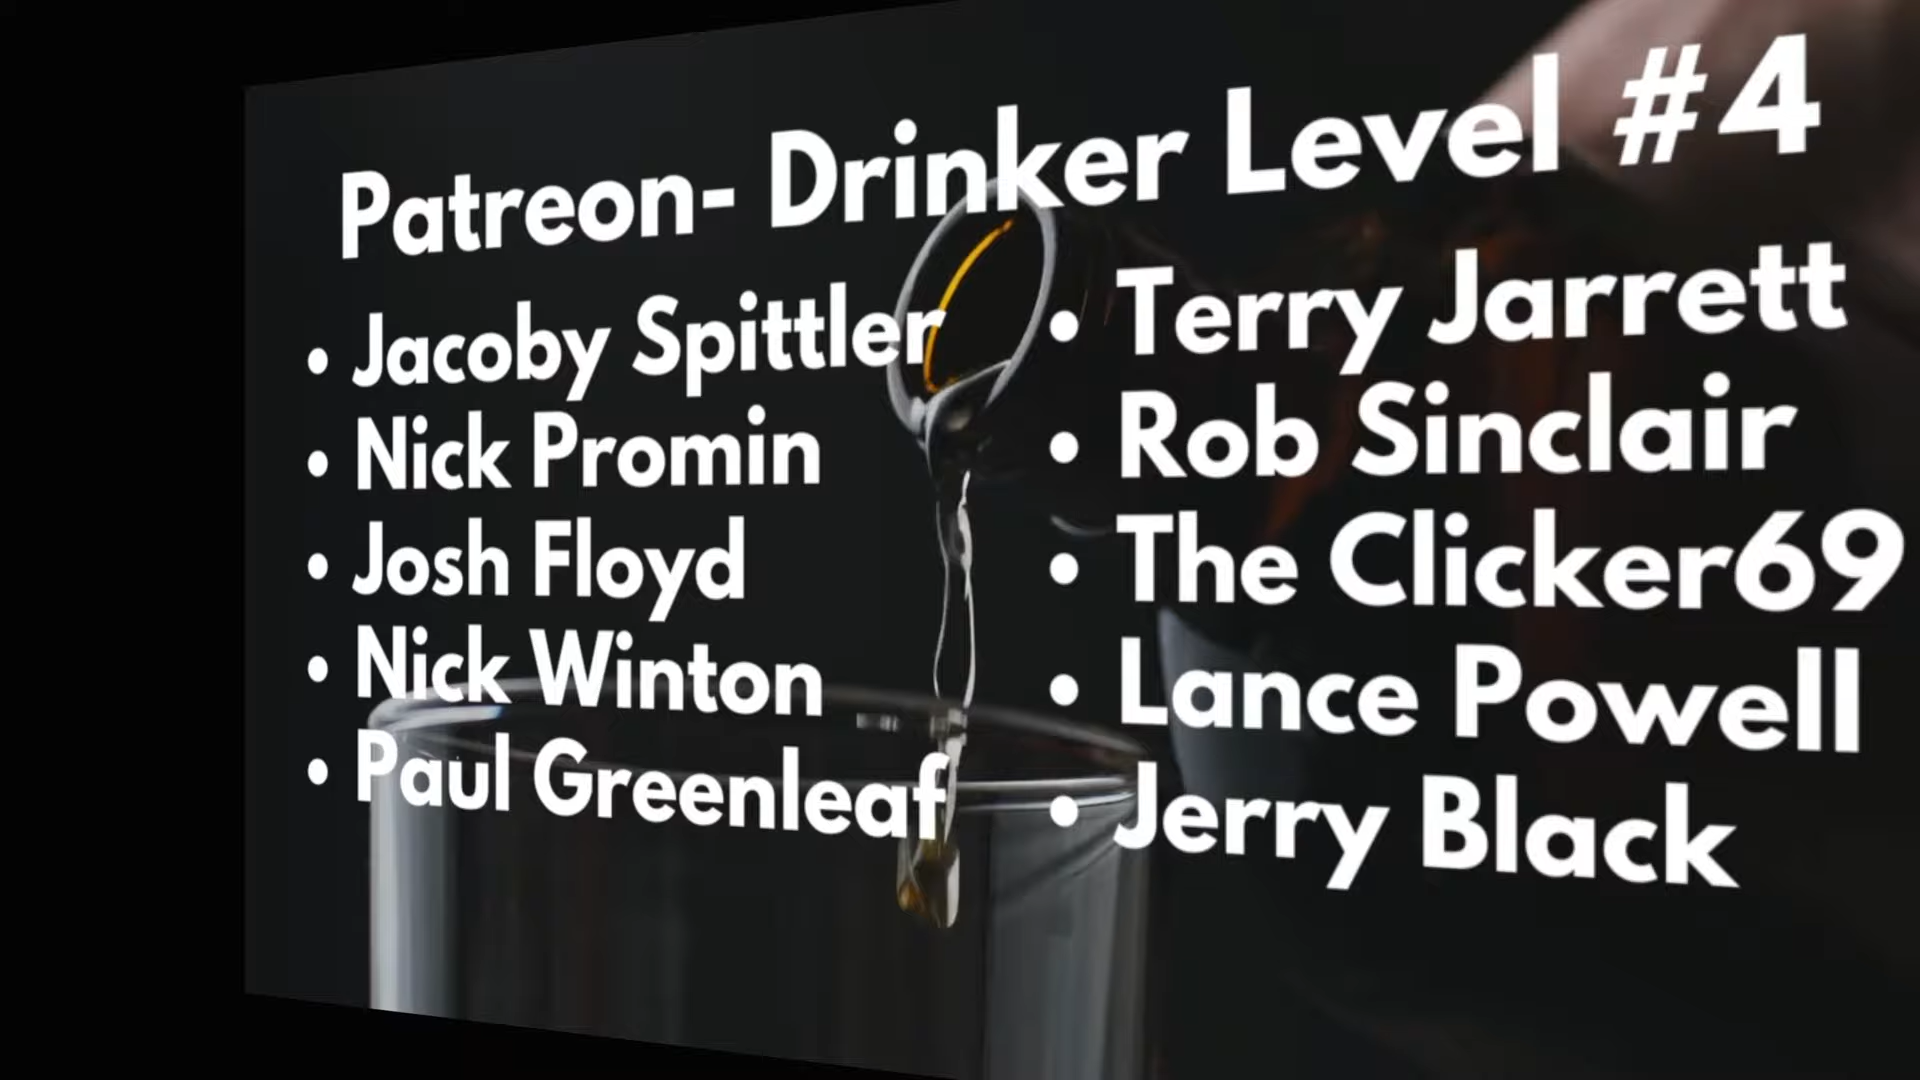 Patreon- Drinker Level #4
• Jacoby Spittler
• Nick Promin
• Josh Floyd
• Nick Winton
• Paul Greenleaf
• Terry Jarrett
• Rob Sinclair
• The Clicker69
• Lance Powell
• Jerry Black